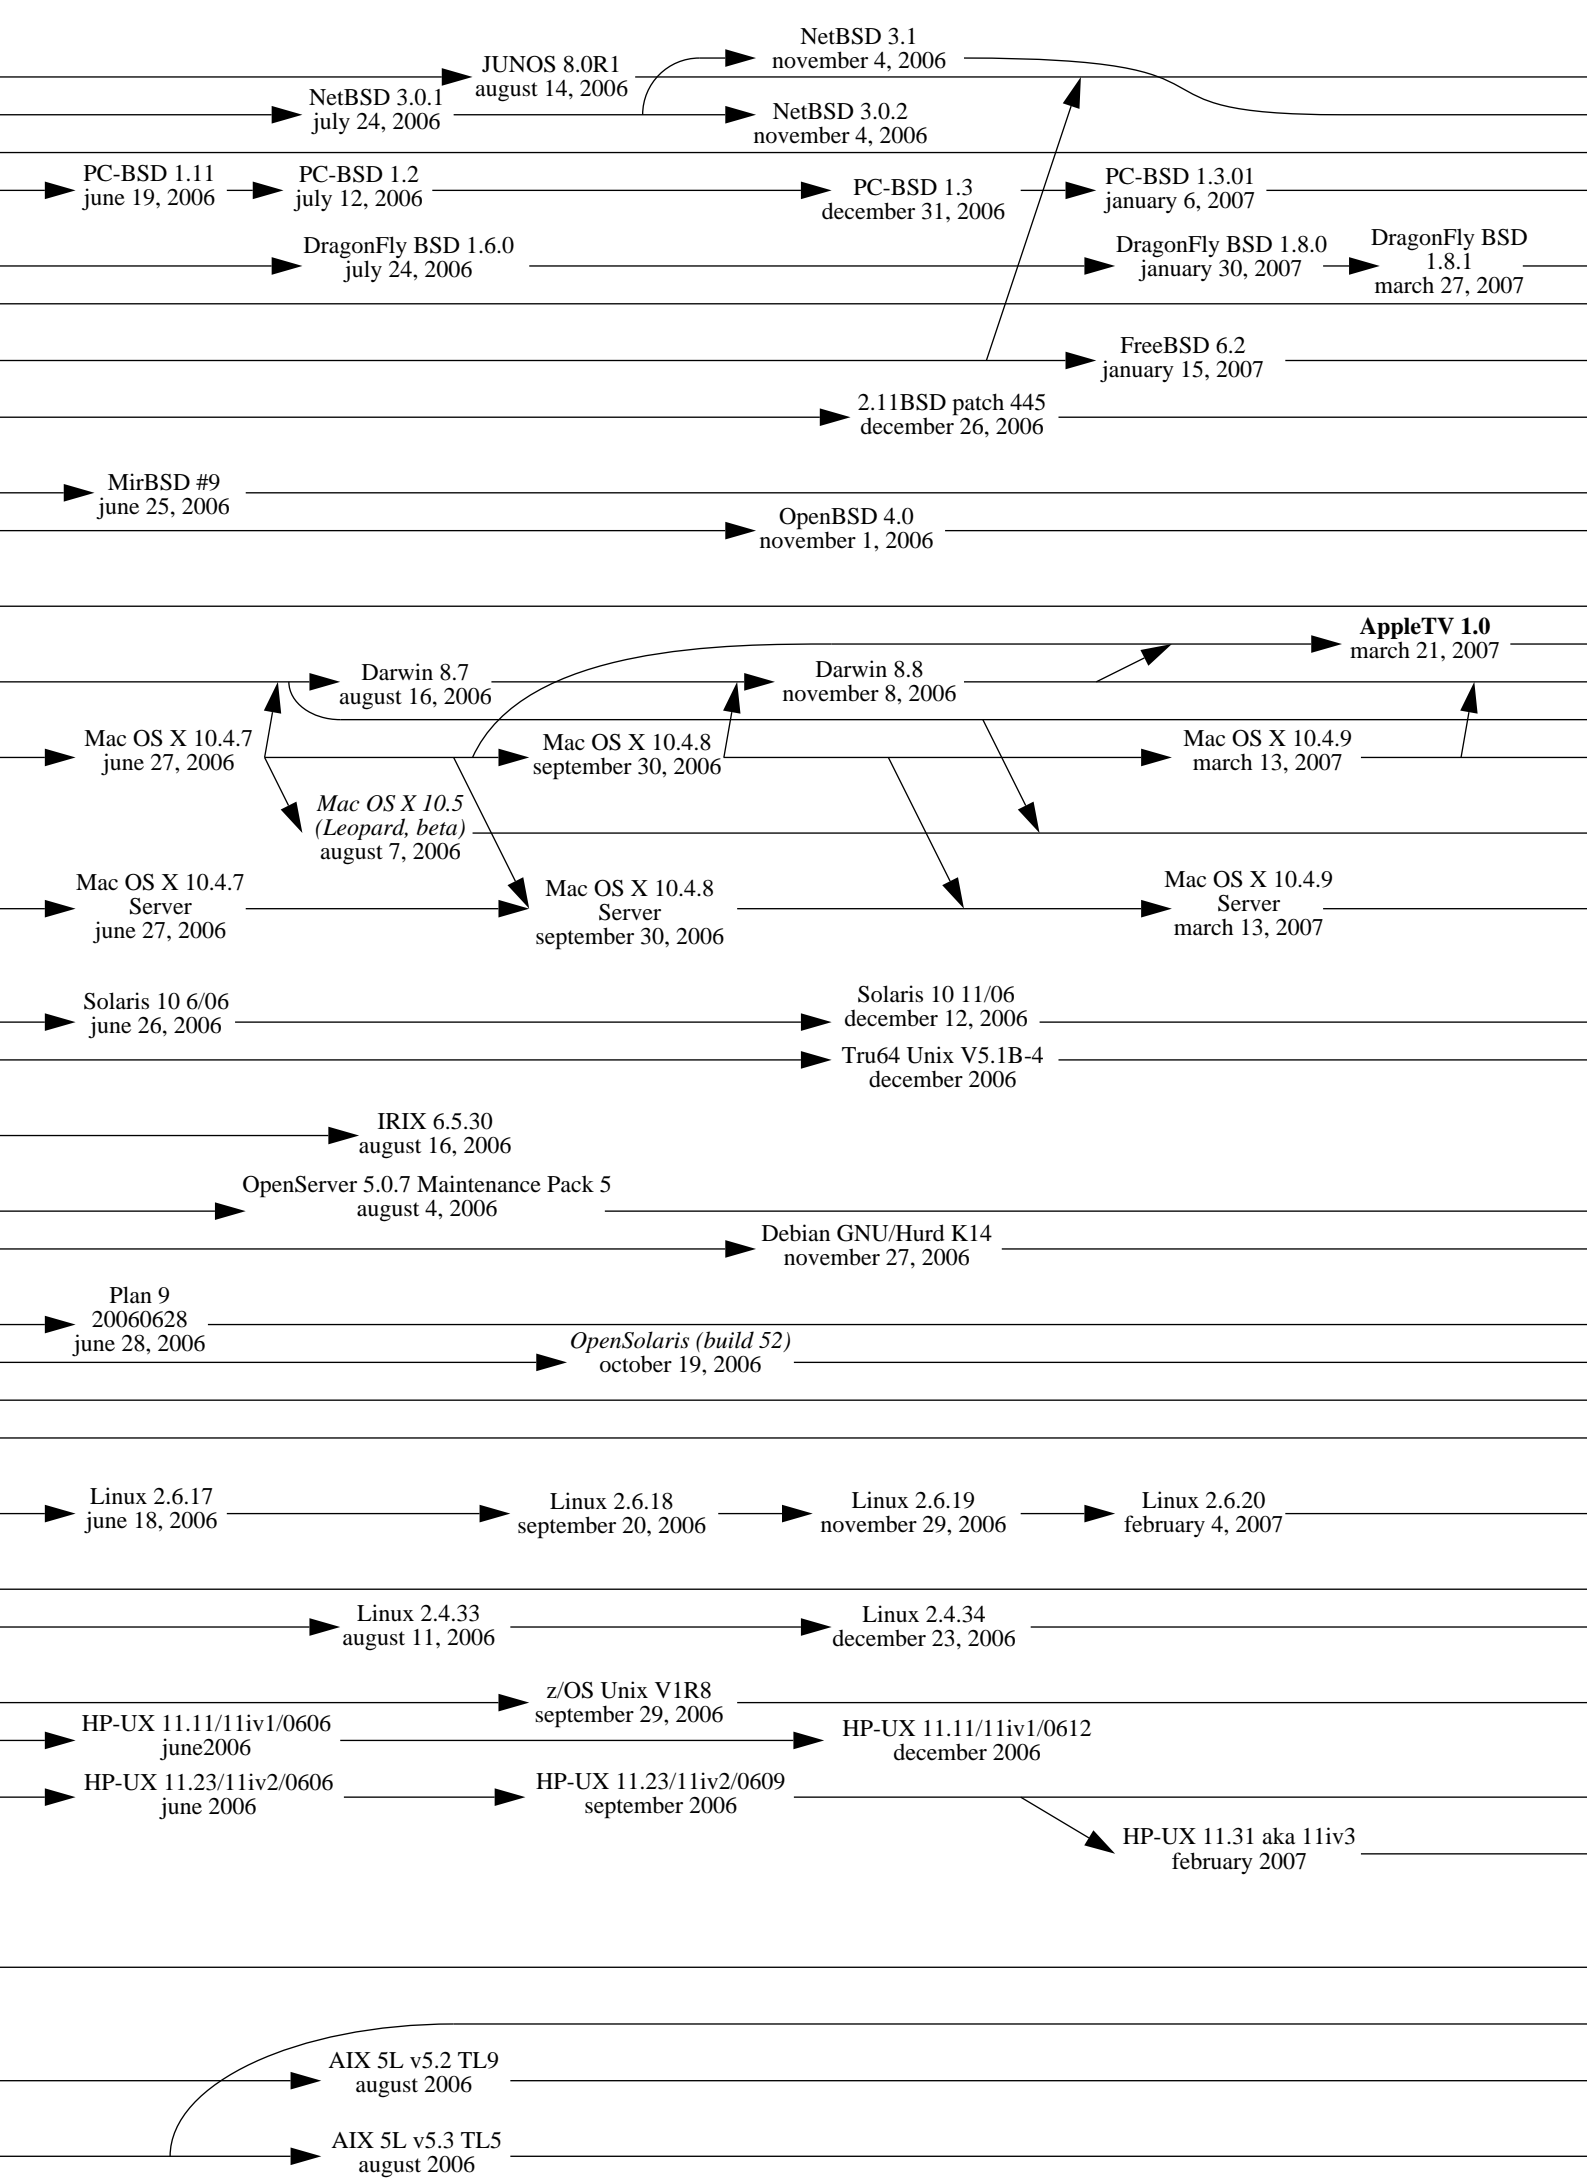 NetBSD 3.1
november 4, 2006
JUNOS 8.0R1
august 14, 2006
NetBSD 3.0.1
july 24, 2006
NetBSD 3.0.2
november 4, 2006
PC-BSD 1.11
june 19, 2006
PC-BSD 1.2
july 12, 2006
PC-BSD 1.3
december 31, 2006
PC-BSD 1.3.01
january 6, 2007
DragonFly BSD 1.6.0
july 24, 2006
DragonFly BSD 1.8.0
january 30, 2007
DragonFly BSD
1.8.1
march 27, 2007
FreeBSD 6.2
january 15, 2007
2.11BSD patch 445
december 26, 2006
MirBSD #9
june 25, 2006
OpenBSD 4.0
november 1, 2006
AppleTV 1.0
march 21, 2007
Darwin 8.7
august 16, 2006
Darwin 8.8
november 8, 2006
Mac OS X 10.4.7
june 27, 2006
Mac OS X 10.4.8
september 30, 2006
Mac OS X 10.4.9
march 13, 2007
Mac OS X 10.5
(Leopard, beta)
august 7, 2006
Mac OS X 10.4.7
Server
june 27, 2006
Mac OS X 10.4.8
Server
september 30, 2006
Mac OS X 10.4.9
Server
march 13, 2007
Solaris 10 6/06
june 26, 2006
Solaris 10 11/06
december 12, 2006
Tru64 Unix V5.1B-4
december 2006
IRIX 6.5.30
august 16, 2006
OpenServer 5.0.7 Maintenance Pack 5
august 4, 2006
Debian GNU/Hurd K14
november 27, 2006
Plan 9
20060628
june 28, 2006
OpenSolaris (build 52)
october 19, 2006
Linux 2.6.17
june 18, 2006
Linux 2.6.18
september 20, 2006
Linux 2.6.19
november 29, 2006
Linux 2.6.20
february 4, 2007
Linux 2.4.33
august 11, 2006
Linux 2.4.34
december 23, 2006
z/OS Unix V1R8
september 29, 2006
HP-UX 11.11/11iv1/0606
june2006
HP-UX 11.11/11iv1/0612
december 2006
HP-UX 11.23/11iv2/0606
june 2006
HP-UX 11.23/11iv2/0609
september 2006
HP-UX 11.31 aka 11iv3
february 2007
AIX 5L v5.2 TL9
august 2006
AIX 5L v5.3 TL5
august 2006